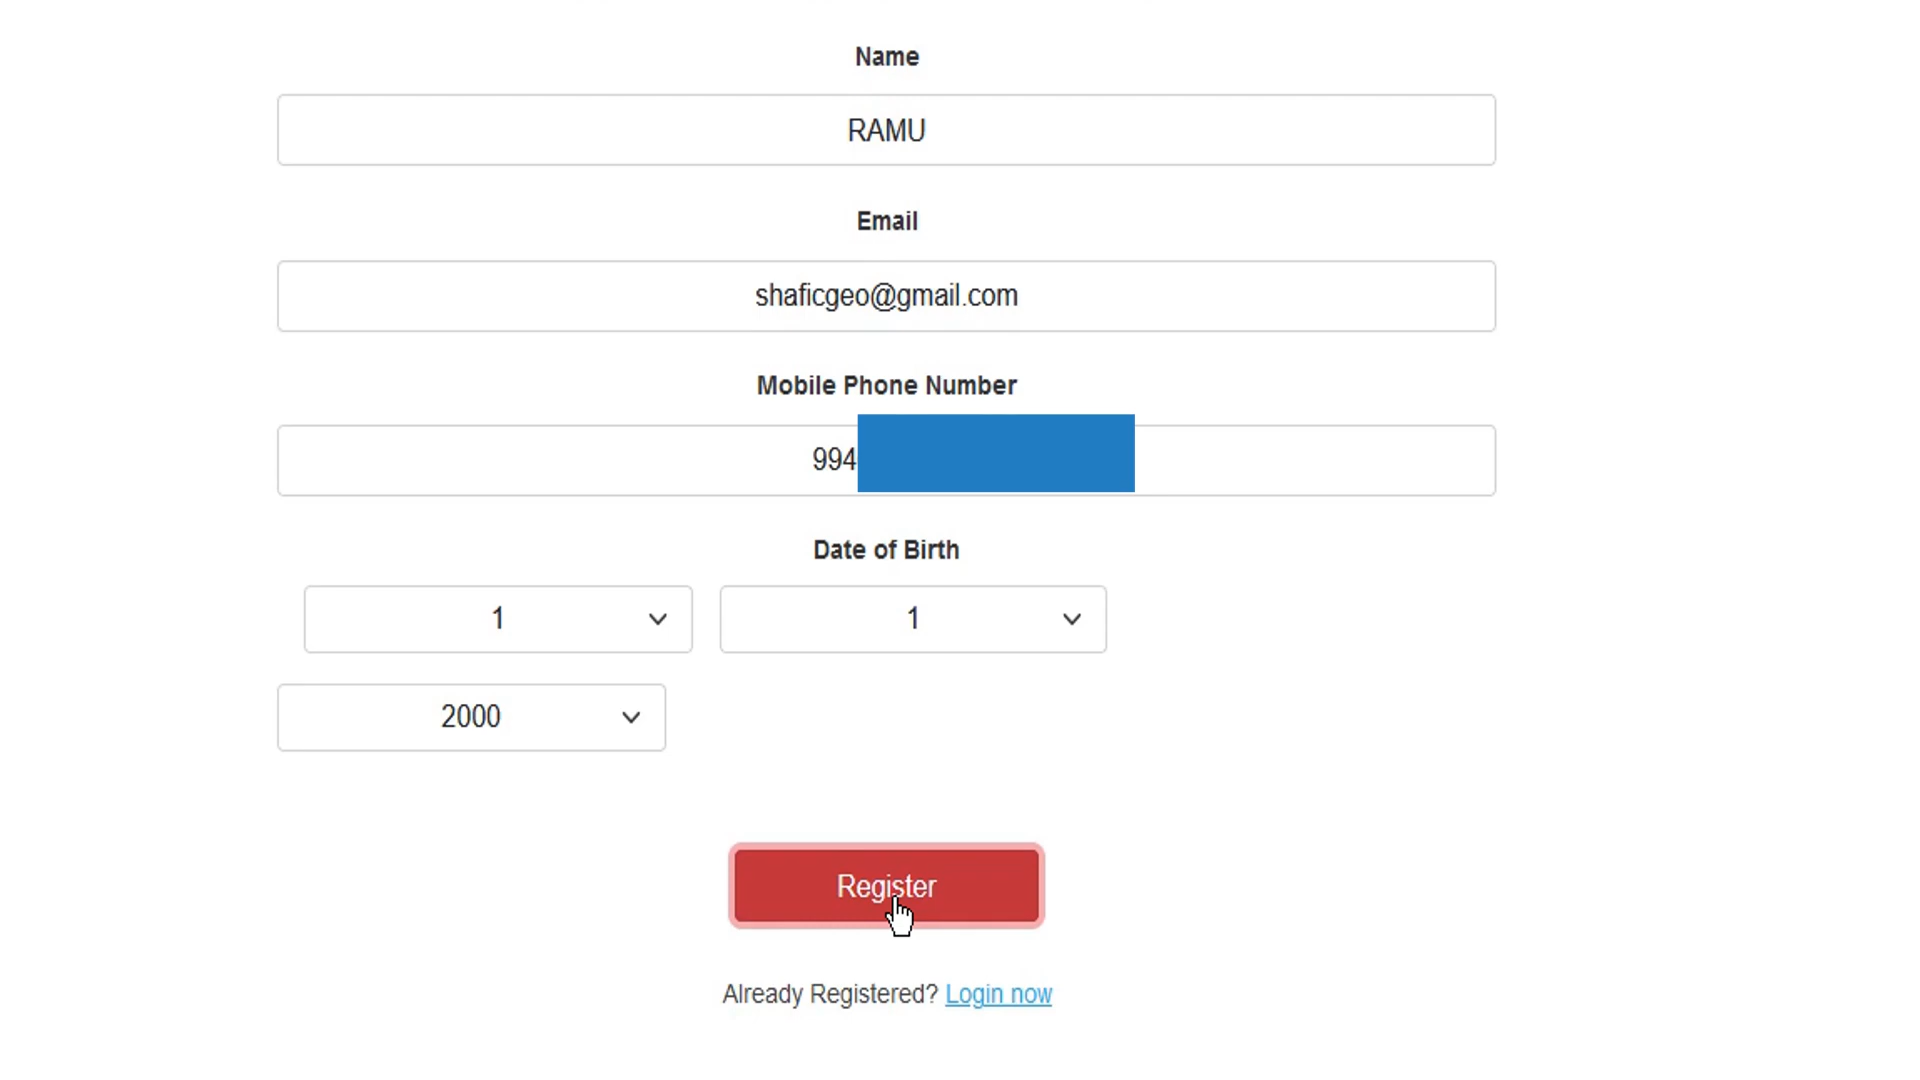 Name
RAMU
Email
shaficgeo@gmail.com
Mobile Phone Number
994
Date of Birth
1 1
2000
Register
Already Registered? Login now